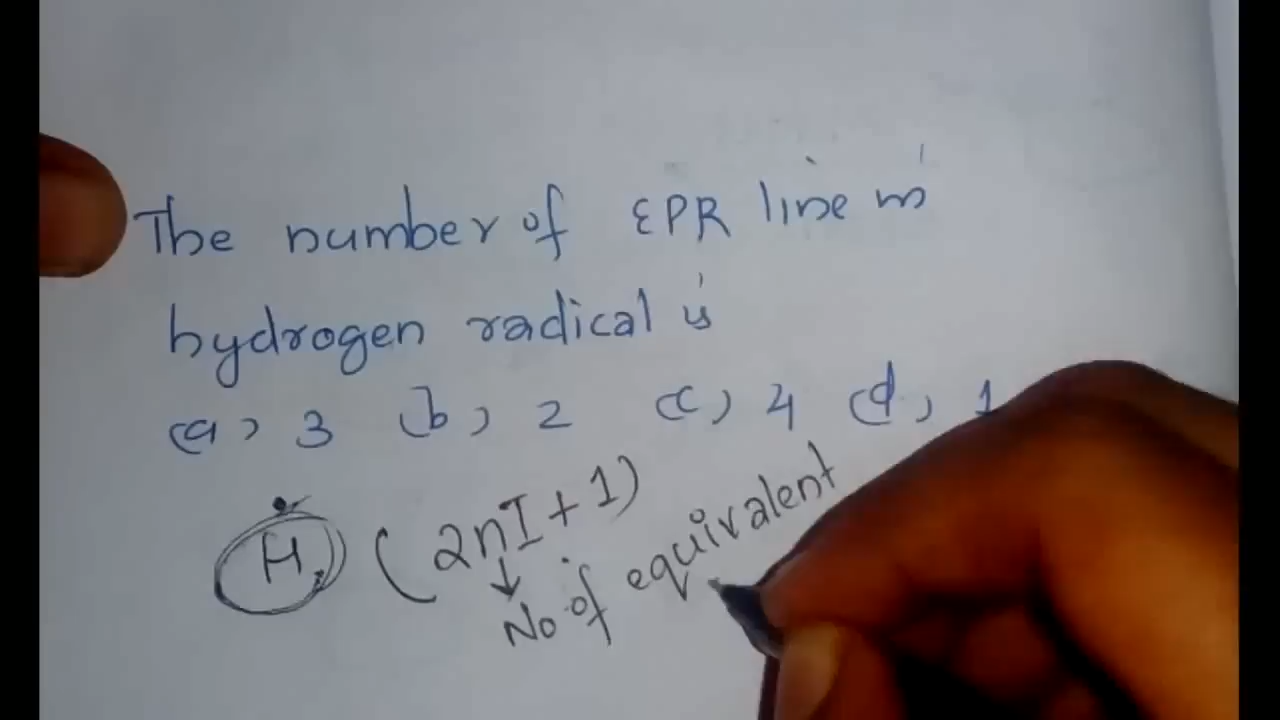 The number of EPR line in
hydrogen radical is
(a) 3 (b) 2 (c) 4 (d) 1
H (2nI+1)
↓
No of equivalent